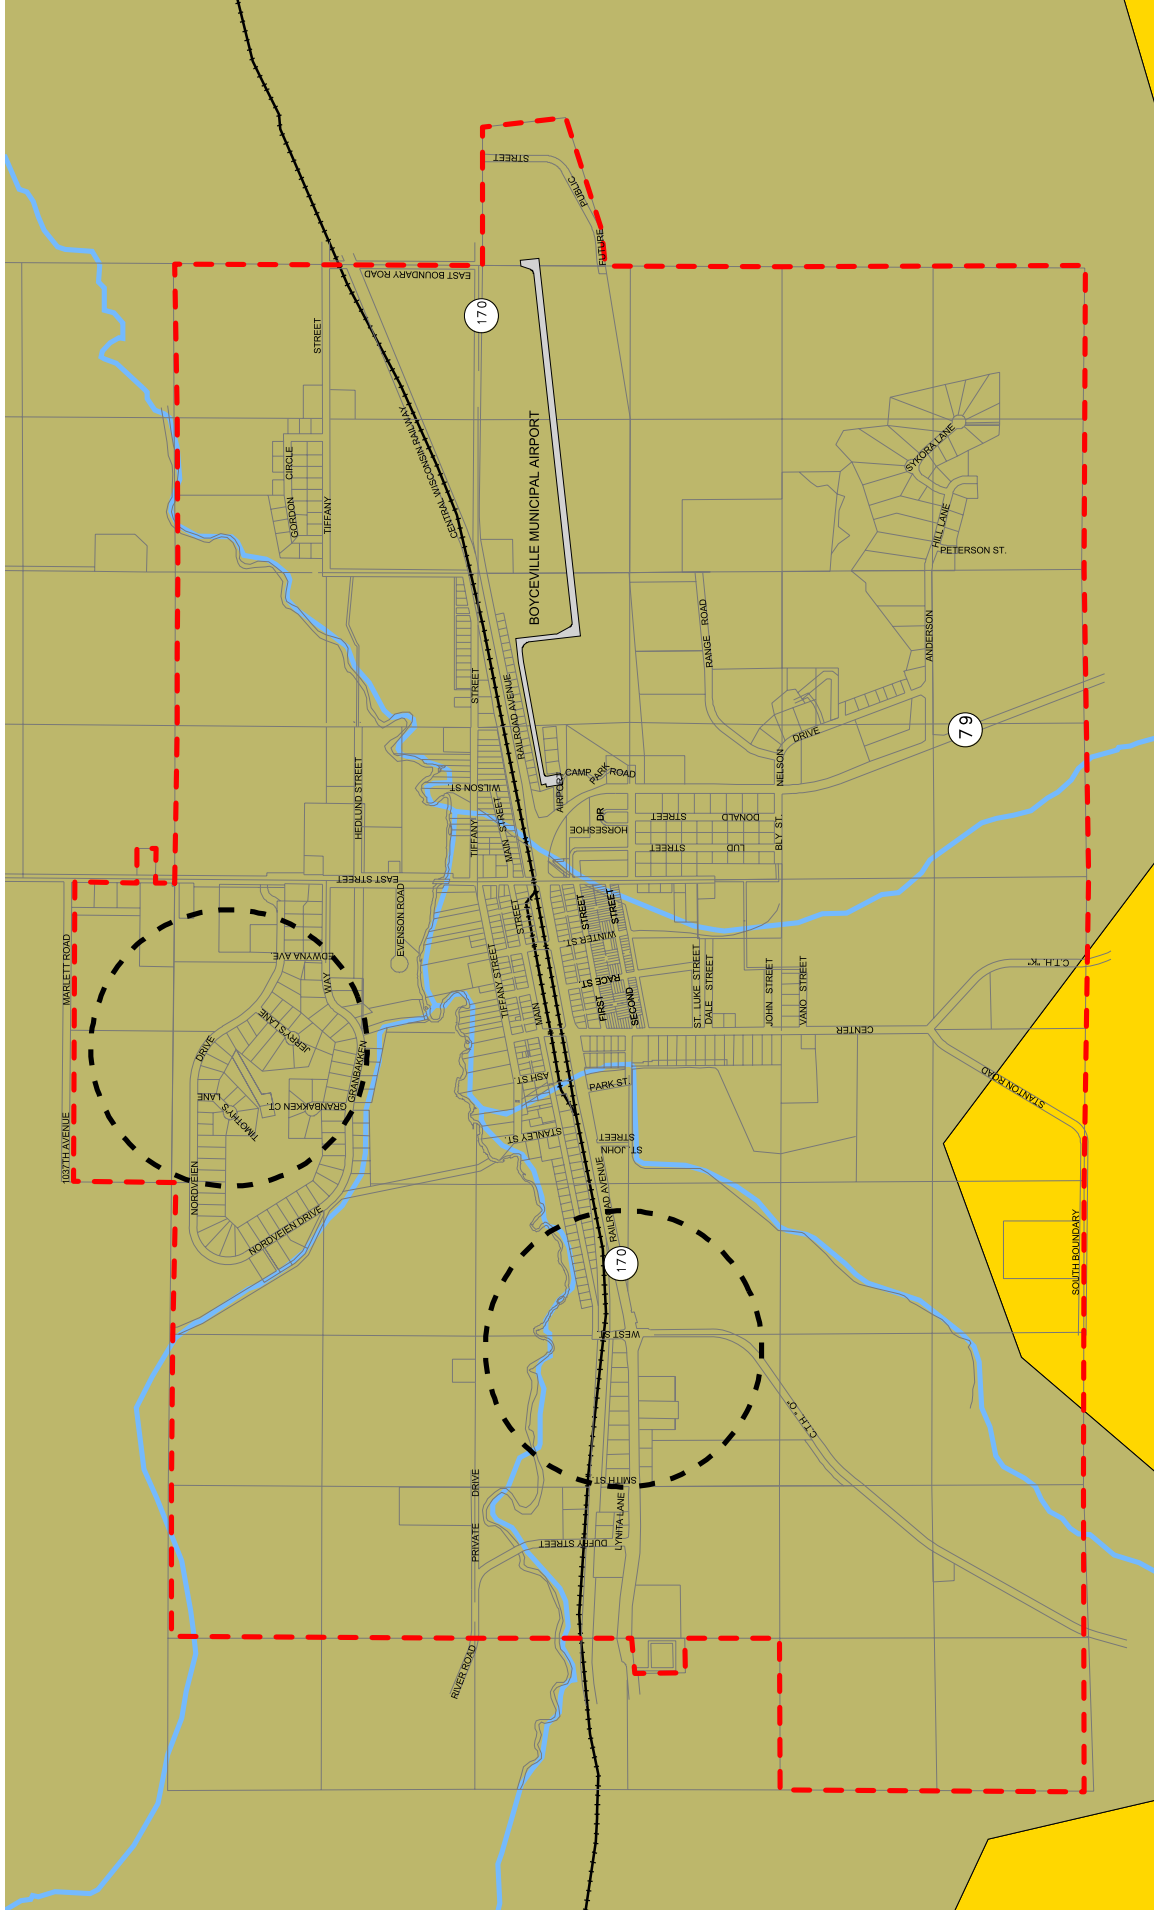 STREET
PUBLIC
FUTURE
EAST BOUNDARY ROAD
170
STREET
CENTRAL WISCONSIN RAILWAY
BOYCEVILLE MUNICIPAL AIRPORT
GORDON CIRCLE
TIFFANY
SYKORA LANE
HILL LANE
PETERSON ST.
ANDERSON
RANGE ROAD
STREET
RAILROAD AVENUE
DRIVE
79
NELSON
CAMP
PARK
ROAD
AIRPORT
WILSON ST.
HEDLUND STREET
TIFFANY
MAIN STREET
HORSESHOE
DR
STREET
DONALD
STREET
LUD
BLY ST.
EAST STREET
EVENSON ROAD
MARLETT ROAD
EDWYNA AVE.
WAY
STREET
STREET
STREET
WINTER ST.
TIFFANY STREET
MAIN
RACE ST.
FIRST
SECOND
ST. LUKE STREET
DALE STREET
JOHN STREET
VANO STREET
C.T.H. "K"
CENTER
DRIVE
JERRY'S LANE
GRANBAKKEN
LANE
TIMOTHY'S
GRANBAKKEN CT.
ASH ST.
PARK ST.
STANTON ROAD
1037TH AVENUE
STANLEY ST.
STREET
ST. JOHN
NORDVEIEN
NORDVEIEN DRIVE
RAILROAD AVENUE
170
SOUTH BOUNDARY
WEST ST.
C.T.H. "O"
SMITH ST.
PRIVATE DRIVE
LYNITA LANE
DUFFY STREET
RIVER ROAD